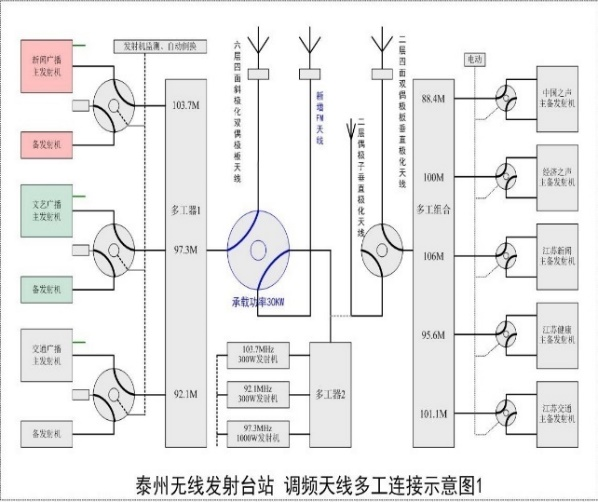 新闻广播
主发射机
备发射机
文艺广播
主发射机
备发射机
交通广播
主发射机
备发射机
发射机监测、自动倒换
103.7M
多工器1
97.3M
92.1M
六层四面斜极化双偶极板天线
新增FM天线
二层偶极子垂直极化天线
二层四面双偶极板垂直极化天线
承载功率30KW
103.7MHz
300W发射机
92.1MHz
300W发射机
97.3MHz
1000W发射机
多工器2
88.4M
100M
多工组合
106M
95.6M
101.1M
电动
中国之声
主备发射机
经济之声
主备发射机
江苏新闻
主备发射机
江苏健康
主备发射机
江苏交通
主备发射机
泰州无线发射台站 调频天线多工连接示意图1